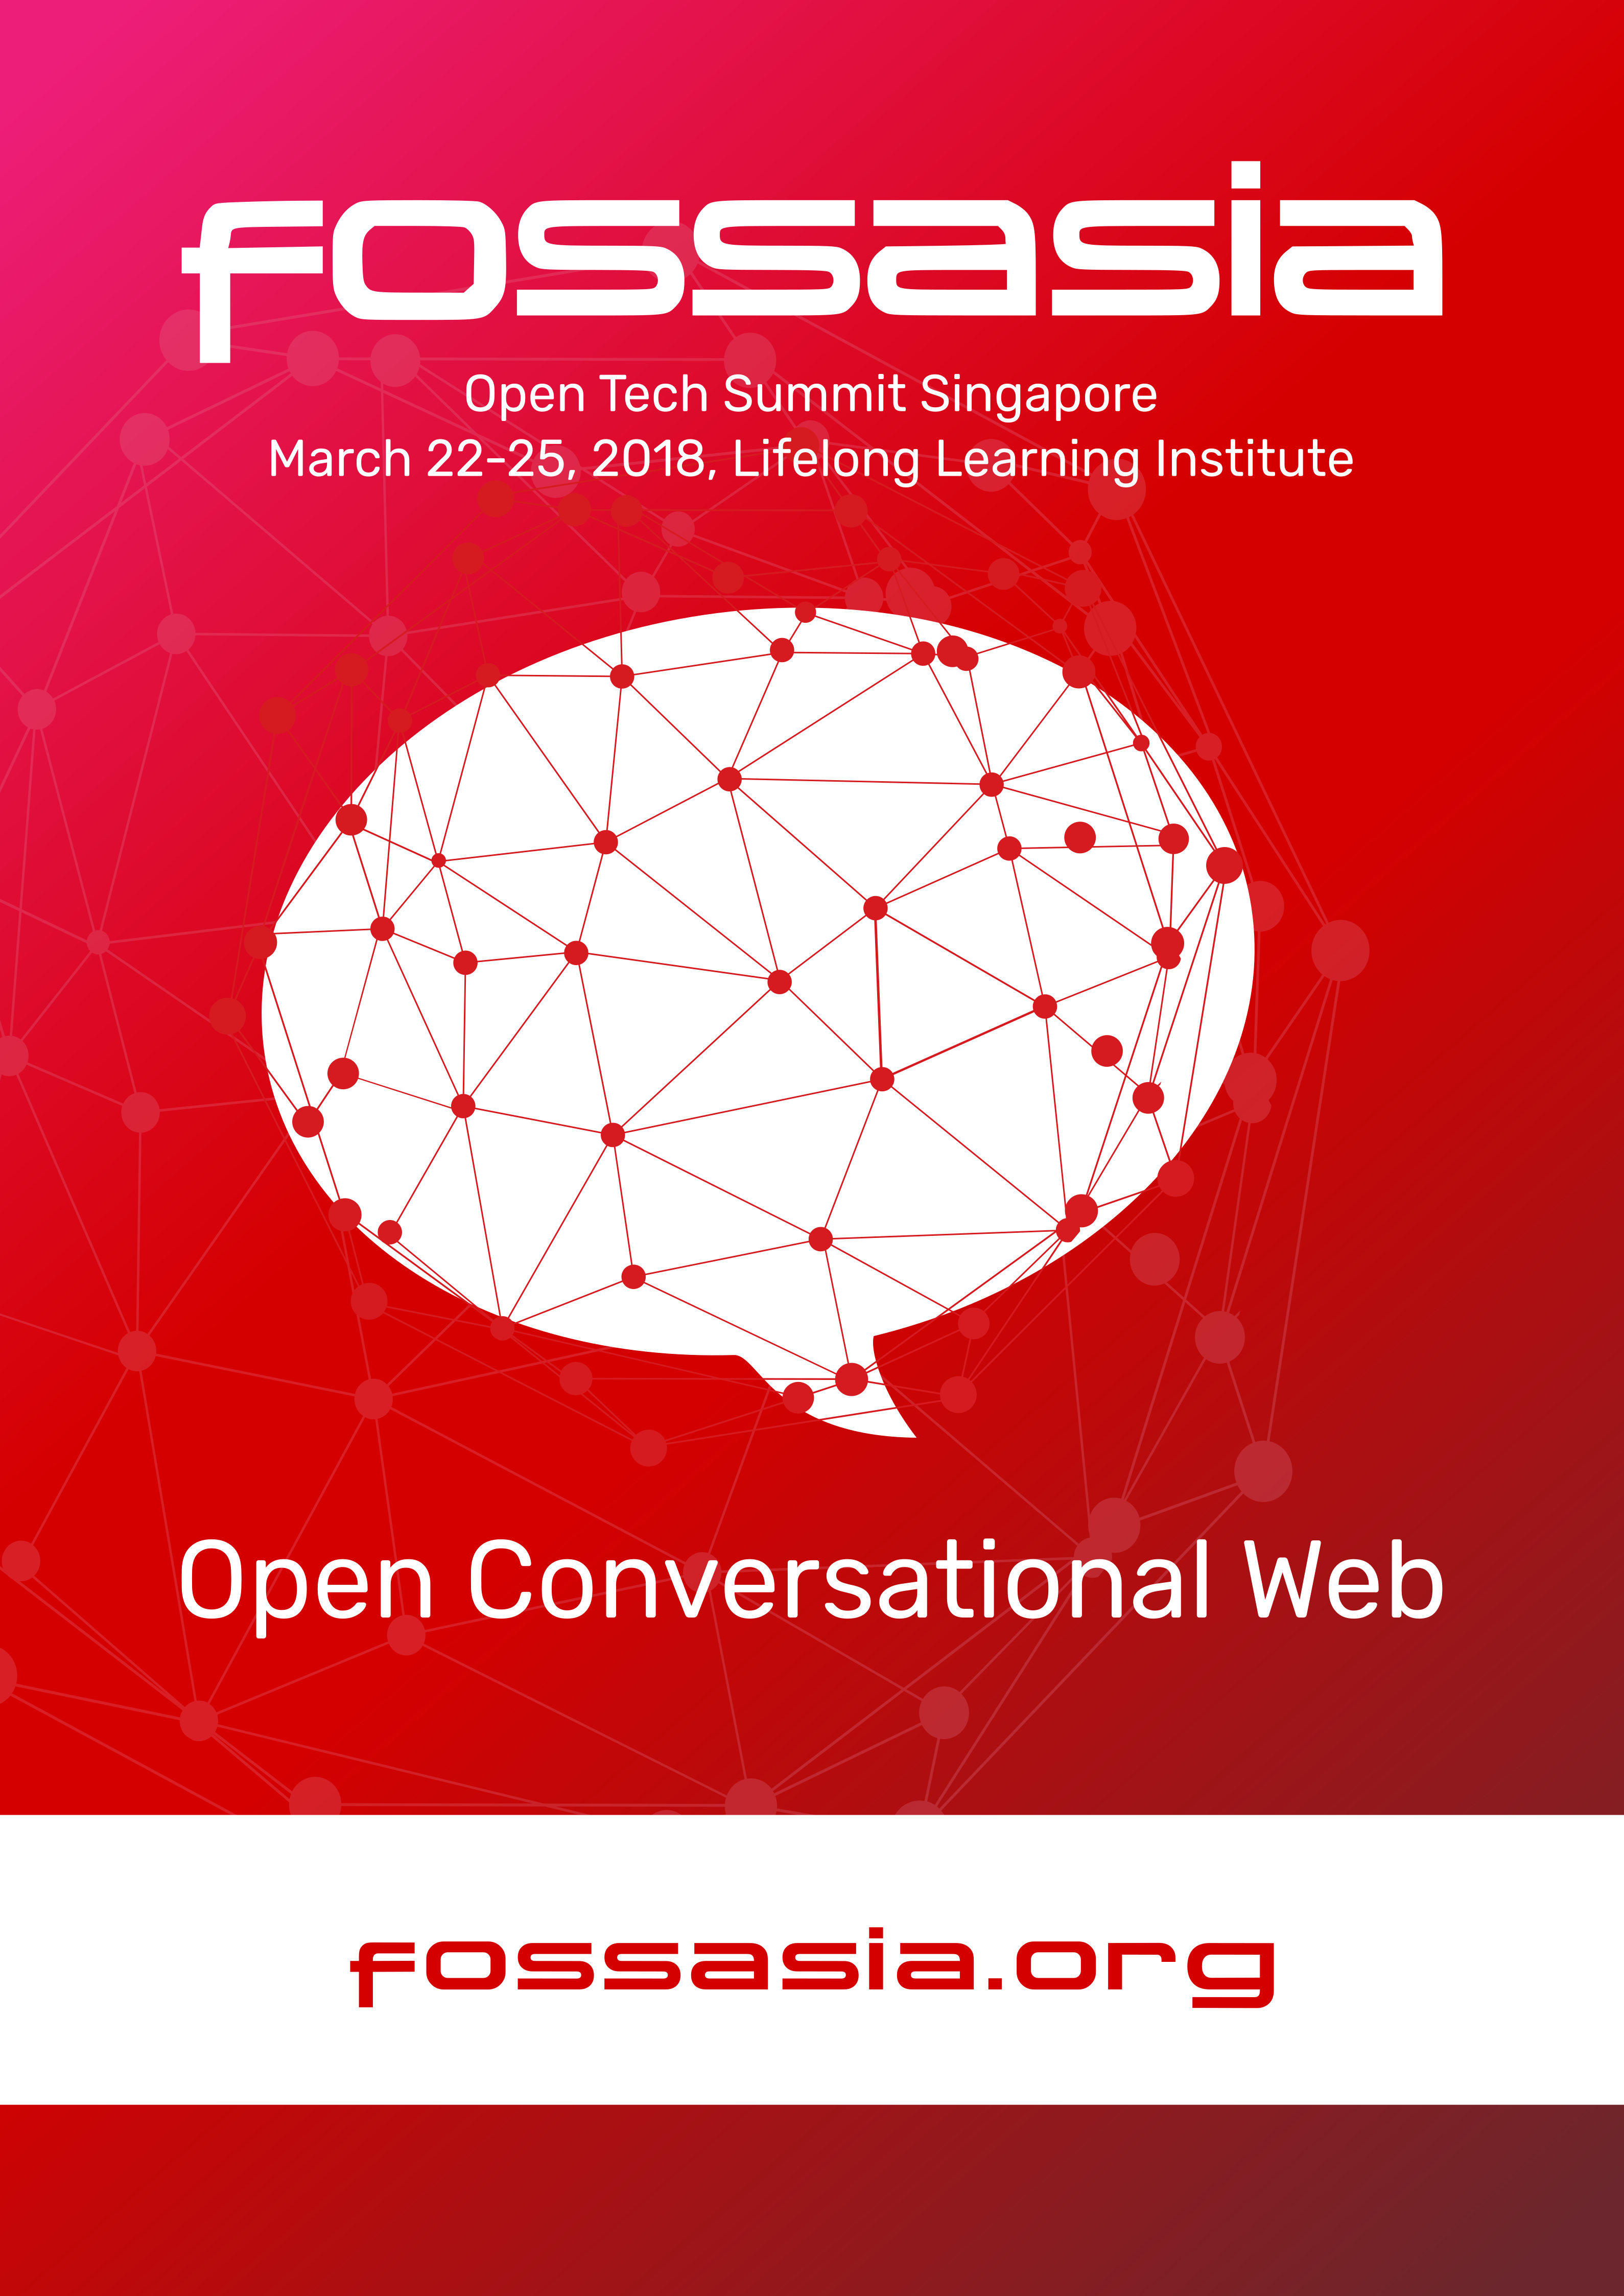 fossasia
Open Tech Summit Singapore
March 22-25, 2018, Lifelong Learning Institute
Open Conversational Web
fossasia.org